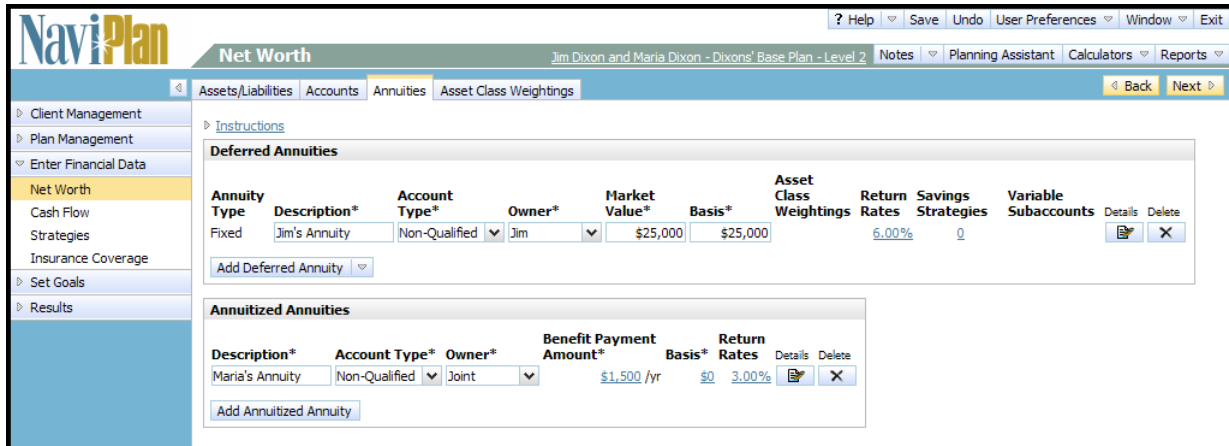 NaviPlan
? Help Save Undo User Preferences Window Exit
Net Worth
Jim Dixon and Maria Dixon - Dixons' Base Plan - Level 2
Notes Planning Assistant Calculators Reports
Assets/Liabilities Accounts Annuities Asset Class Weightings
Back Next
Client Management
Plan Management
Enter Financial Data
Net Worth
Cash Flow
Strategies
Insurance Coverage
Set Goals
Results
Instructions
Deferred Annuities
Annuity Type Description* Account Type* Owner* Market Value* Basis* Asset Class Weightings Return Rates Savings Strategies Variable Subaccounts Details Delete
Fixed Jim's Annuity Non-Qualified Jim $25,000 $25,000 6.00% 0
Add Deferred Annuity
Annuitized Annuities
Description* Account Type* Owner* Benefit Payment Amount* Basis* Return Rates Details Delete
Maria's Annuity Non-Qualified Joint $1,500 /yr $0 3.00%
Add Annuitized Annuity